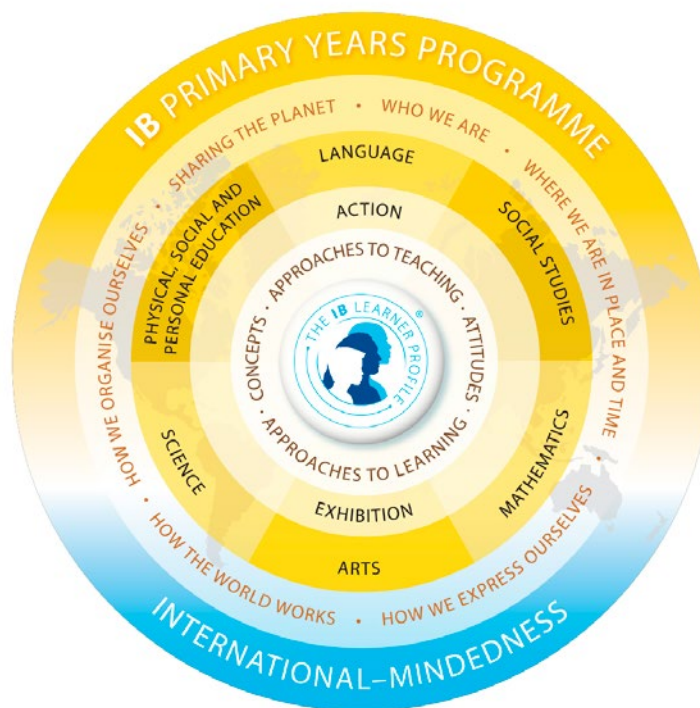 IB PRIMARY YEARS PROGRAMME
SHARING THE PLANET • WHO WE ARE • WHERE WE ARE IN PLACE AND TIME • HOW WE EXPRESS OURSELVES • HOW THE WORLD WORKS • HOW WE ORGANISE OURSELVES •
LANGUAGE
SOCIAL STUDIES
MATHEMATICS
ARTS
SCIENCE
PHYSICAL, SOCIAL AND
PERSONAL EDUCATION
ACTION
EXHIBITION
APPROACHES TO TEACHING · ATTITUDES · APPROACHES TO LEARNING · CONCEPTS ·
• THE IB LEARNER PROFILE • ®
INTERNATIONAL–MINDEDNESS